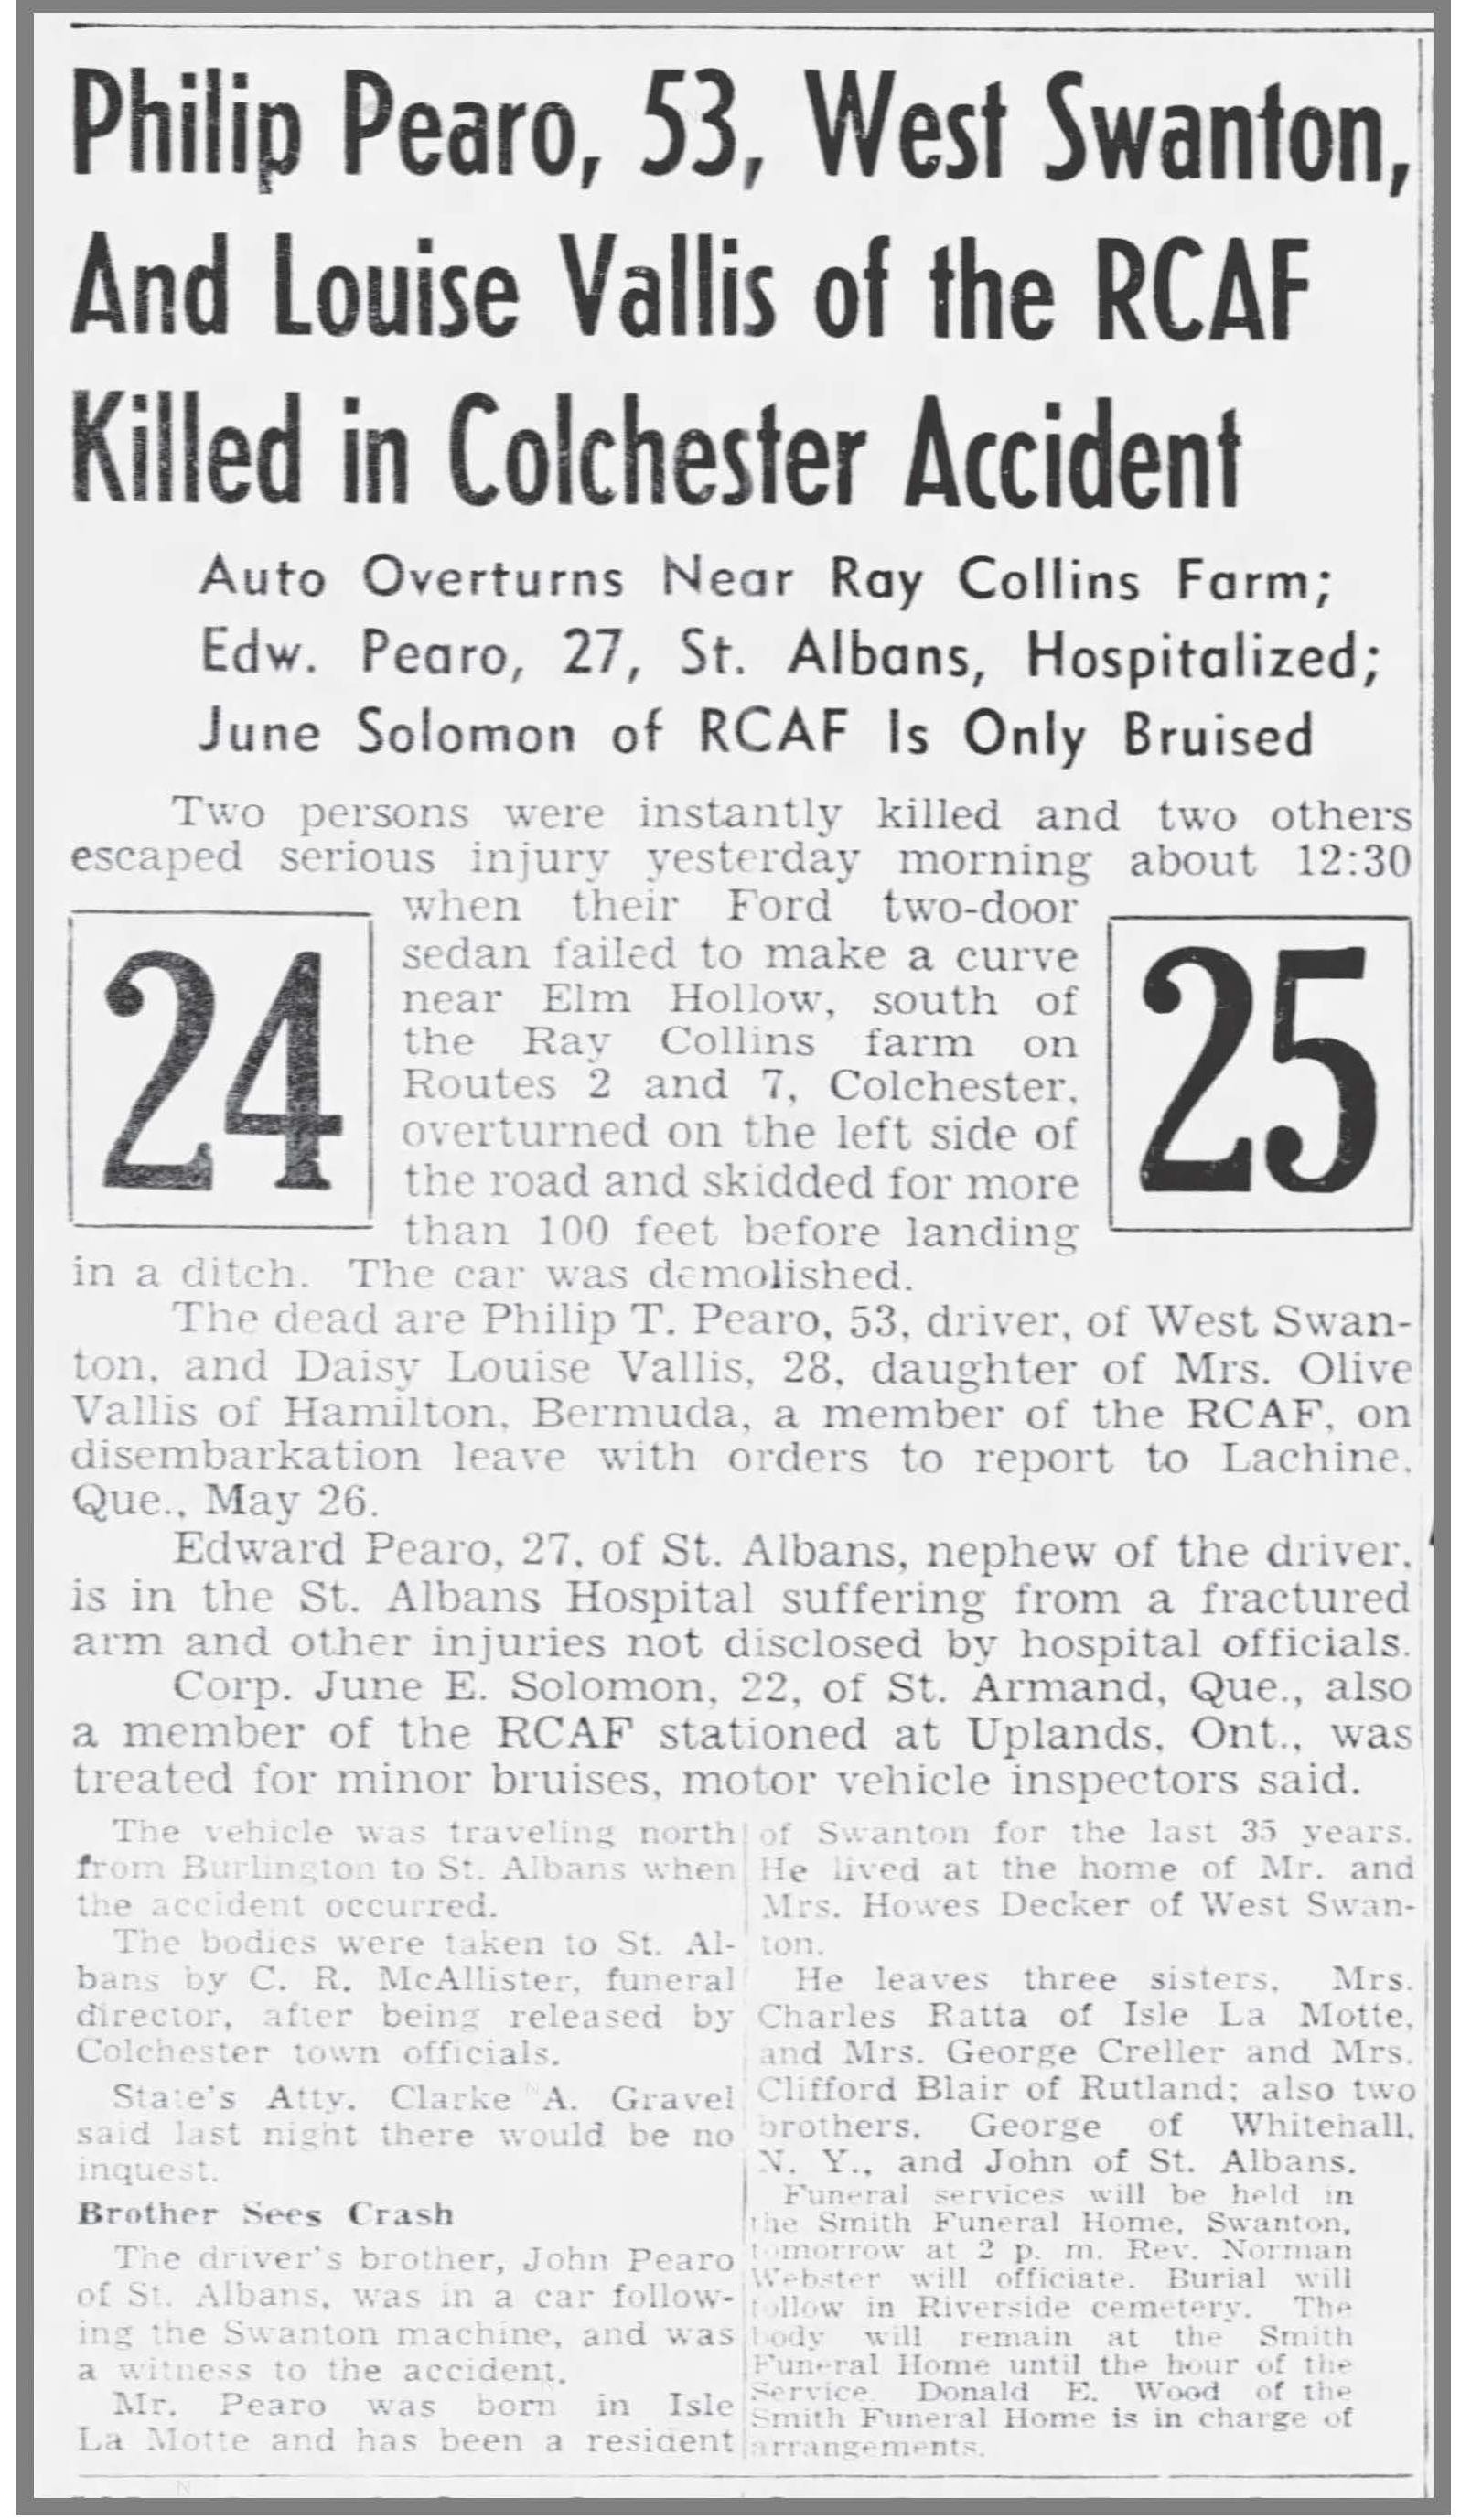 Philip Pearo, 53, West Swanton,
And Louise Vallis of the RCAF
Killed in Colchester Accident
Auto Overturns Near Ray Collins Farm;
Edw. Pearo, 27, St. Albans, Hospitalized;
June Solomon of RCAF Is Only Bruised
Two persons were instantly killed and two others
escaped serious injury yesterday morning about 12:30
24
when their Ford two-door
sedan failed to make a curve
near Elm Hollow, south of
the Ray Collins farm on
Routes 2 and 7, Colchester,
overturned on the left side of
the road and skidded for more
than 100 feet before landing
25
in a ditch. The car was demolished.
The dead are Philip T. Pearo, 53, driver, of West Swan-
ton, and Daisy Louise Vallis, 28, daughter of Mrs. Olive
Vallis of Hamilton, Bermuda, a member of the RCAF, on
disembarkation leave with orders to report to Lachine,
Que., May 26.
Edward Pearo, 27, of St. Albans, nephew of the driver,
is in the St. Albans Hospital suffering from a fractured
arm and other injuries not disclosed by hospital officials.
Corp. June E. Solomon, 22, of St. Armand, Que., also
a member of the RCAF stationed at Uplands, Ont., was
treated for minor bruises, motor vehicle inspectors said.
The vehicle was traveling north
from Burlington to St. Albans when
the accident occurred.
The bodies were taken to St. Al-
bans by C. R. McAllister, funeral
director, after being released by
Colchester town officials.
State's Atty. Clarke A. Gravel
said last night there would be no
inquest.
Brother Sees Crash
The driver's brother, John Pearo
of St. Albans, was in a car follow-
ing the Swanton machine, and was
a witness to the accident.
Mr. Pearo was born in Isle
La Motte and has been a resident
of Swanton for the last 35 years.
He lived at the home of Mr. and
Mrs. Howes Decker of West Swan-
ton.
He leaves three sisters, Mrs.
Charles Ratta of Isle La Motte,
and Mrs. George Creller and Mrs.
Clifford Blair of Rutland; also two
brothers, George of Whitehall,
N. Y., and John of St. Albans.
Funeral services will be held in
the Smith Funeral Home, Swanton,
tomorrow at 2 p. m. Rev. Norman
Webster will officiate. Burial will
follow in Riverside cemetery. The
body will remain at the Smith
Funeral Home until the hour of the
Service. Donald E. Wood of the
Smith Funeral Home is in charge of
arrangements.